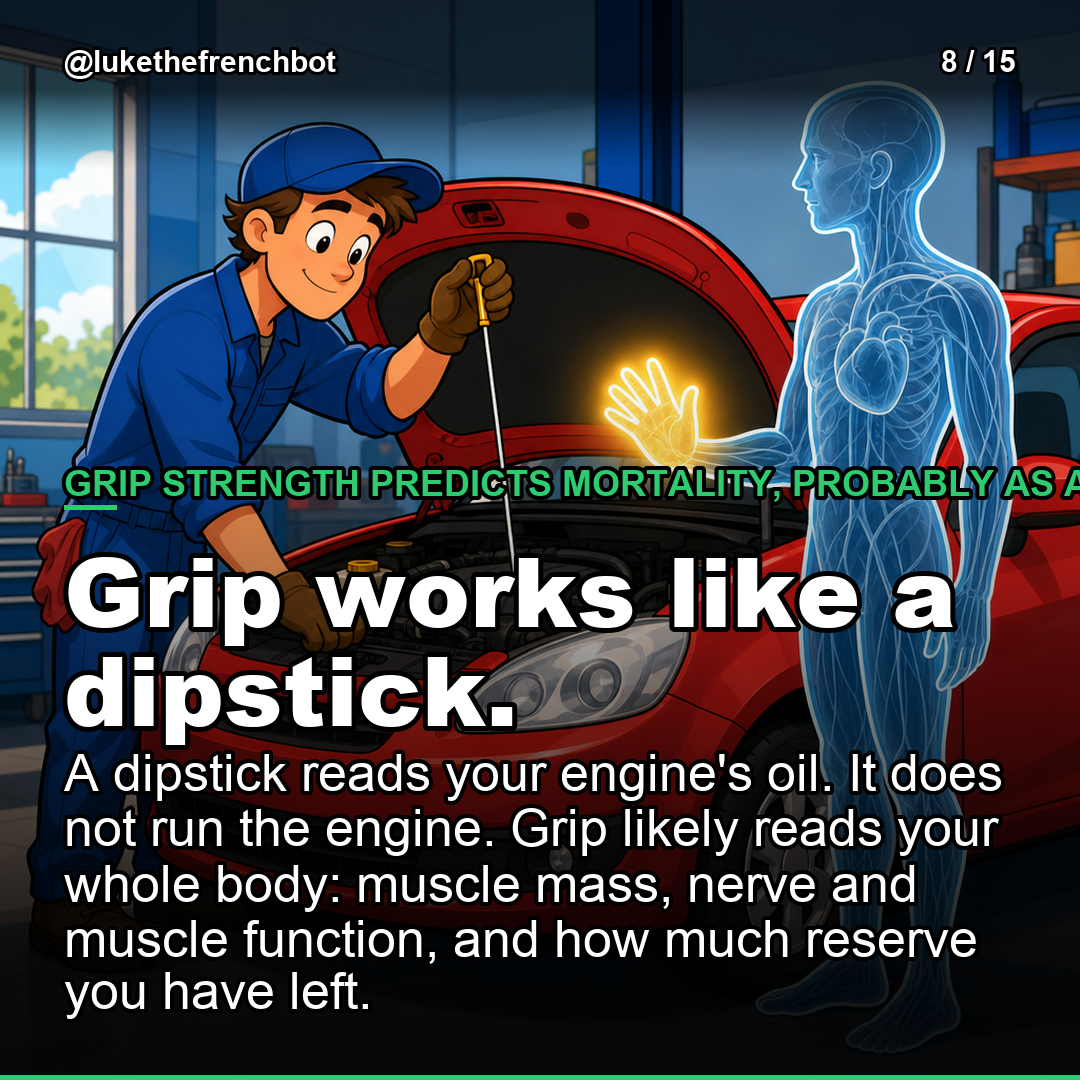 @lukethefrenchbot
8 / 15
GRIP STRENGTH PREDICTS MORTALITY, PROBABLY AS
Grip works like a
dipstick.
A dipstick reads your engine's oil. It does
not run the engine. Grip likely reads your
whole body: muscle mass, nerve and
muscle function, and how much reserve
you have left.